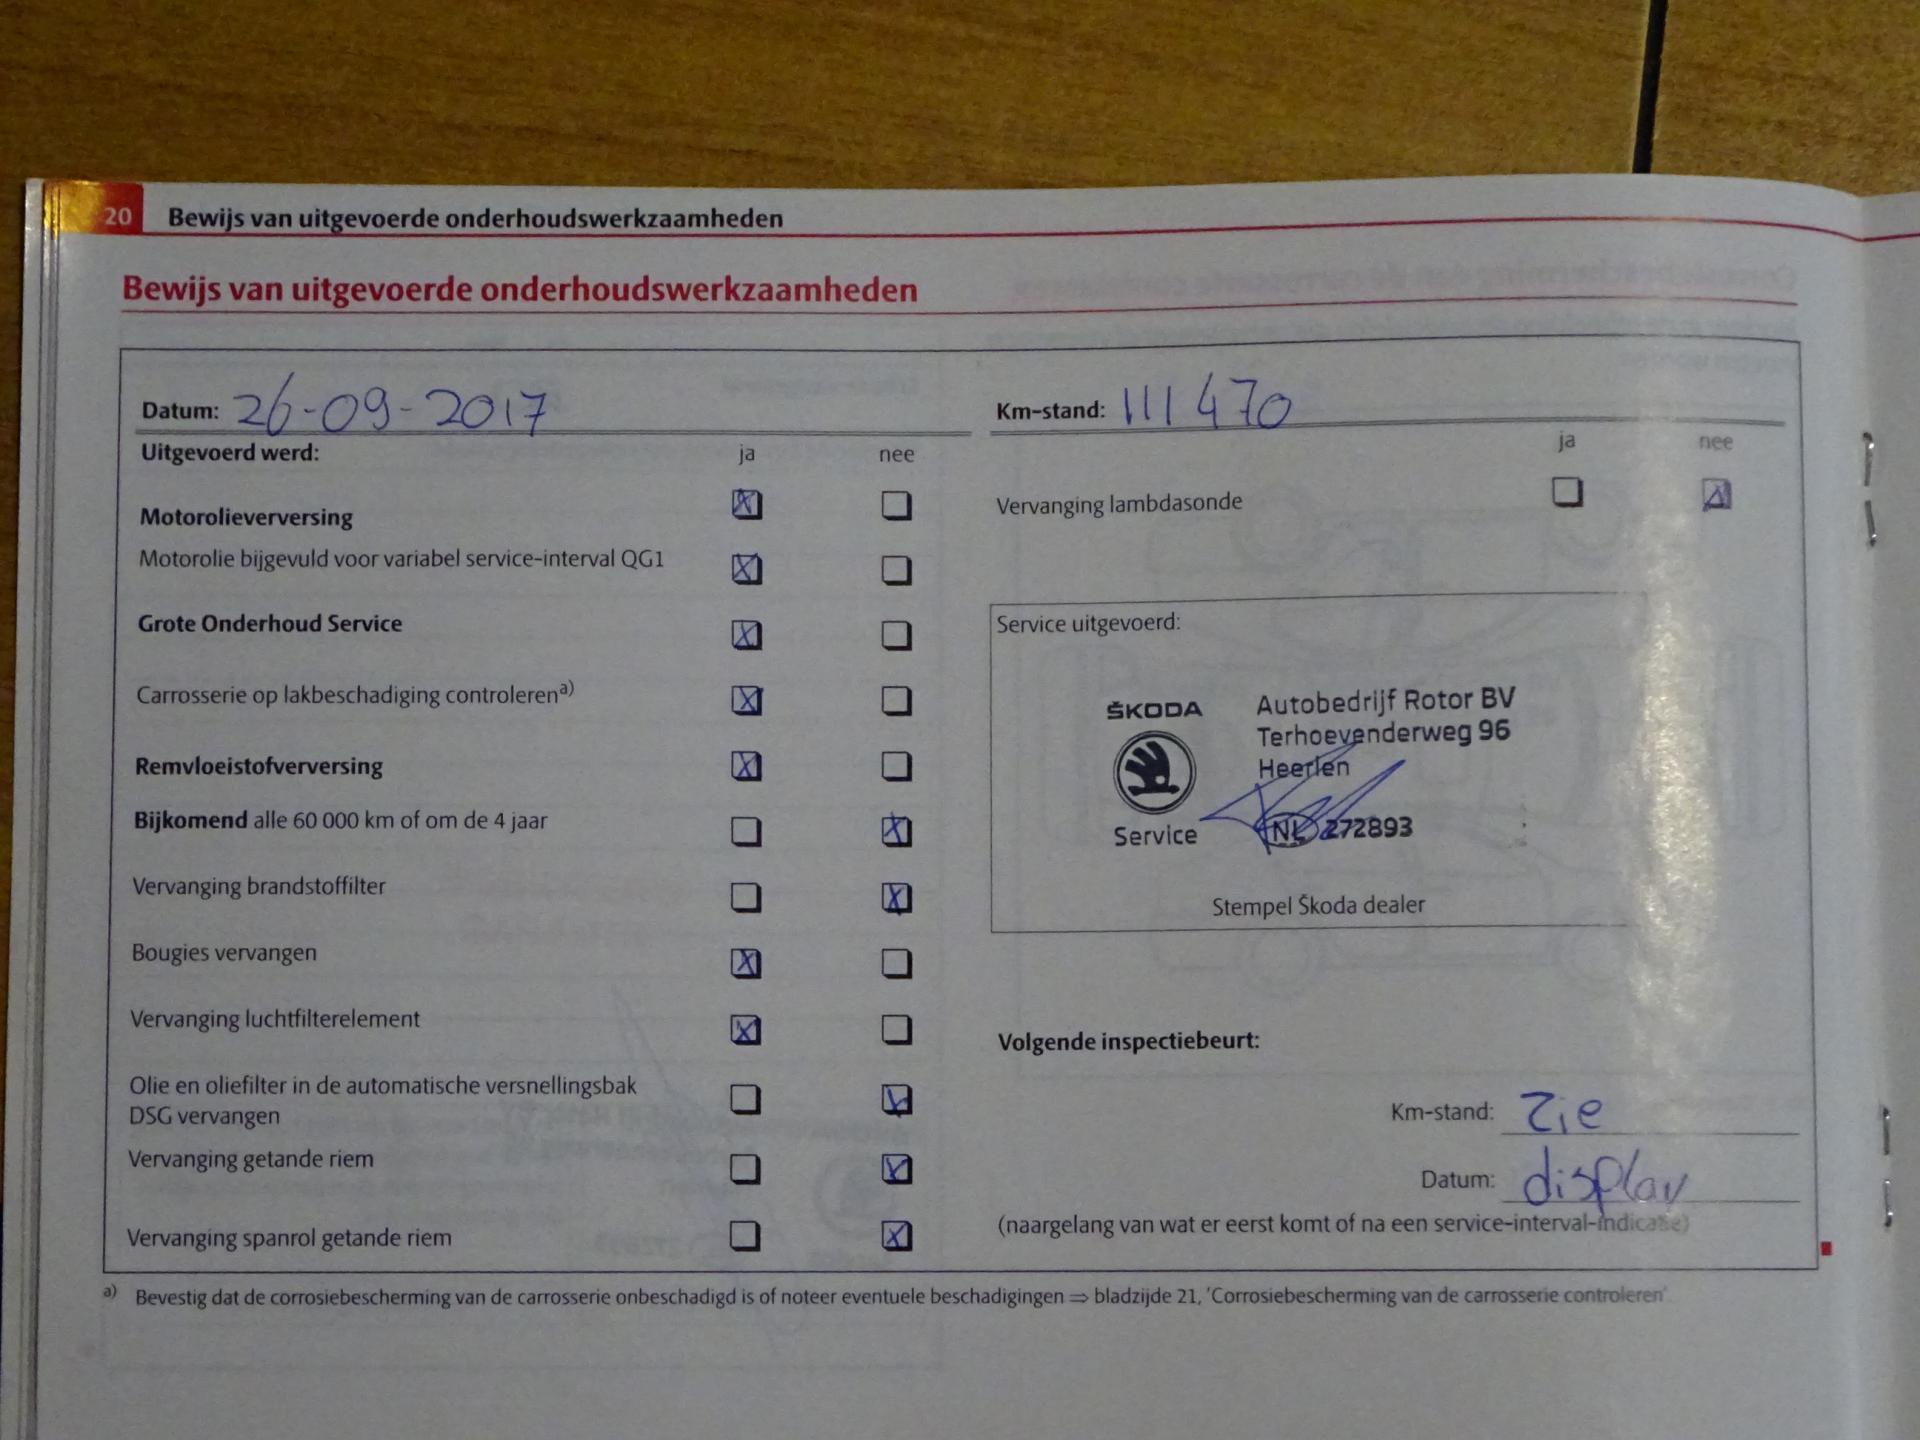 20 Bewijs van uitgevoerde onderhoudswerkzaamheden
Bewijs van uitgevoerde onderhoudswerkzaamheden
Datum: 26-09-2017
Uitgevoerd werd: ja nee
Motorolieverversing
Motorolie bijgevuld voor variabel service-interval QG1
Grote Onderhoud Service
Carrosserie op lakbeschadiging controleren a)
Remvloeistofverversing
Bijkomend alle 60 000 km of om de 4 jaar
Vervanging brandstoffilter
Bougies vervangen
Vervanging luchtfilterelement
Olie en oliefilter in de automatische versnellingsbak
DSG vervangen
Vervanging getande riem
Vervanging spanrol getande riem
Km-stand: 111 470
ja nee
Vervanging lambdasonde
Service uitgevoerd:
ŠKODA
Service
Autobedrijf Rotor BV
Terhoevenderweg 96
Heerlen
NL 272893
Stempel Škoda dealer
Volgende inspectiebeurt:
Km-stand: Zie
Datum: display
(naargelang van wat er eerst komt of na een service-interval-indicatie)
a) Bevestig dat de corrosiebescherming van de carrosserie onbeschadigd is of noteer eventuele beschadigingen ⇒ bladzijde 21, 'Corrosiebescherming van de carrosserie controleren'.